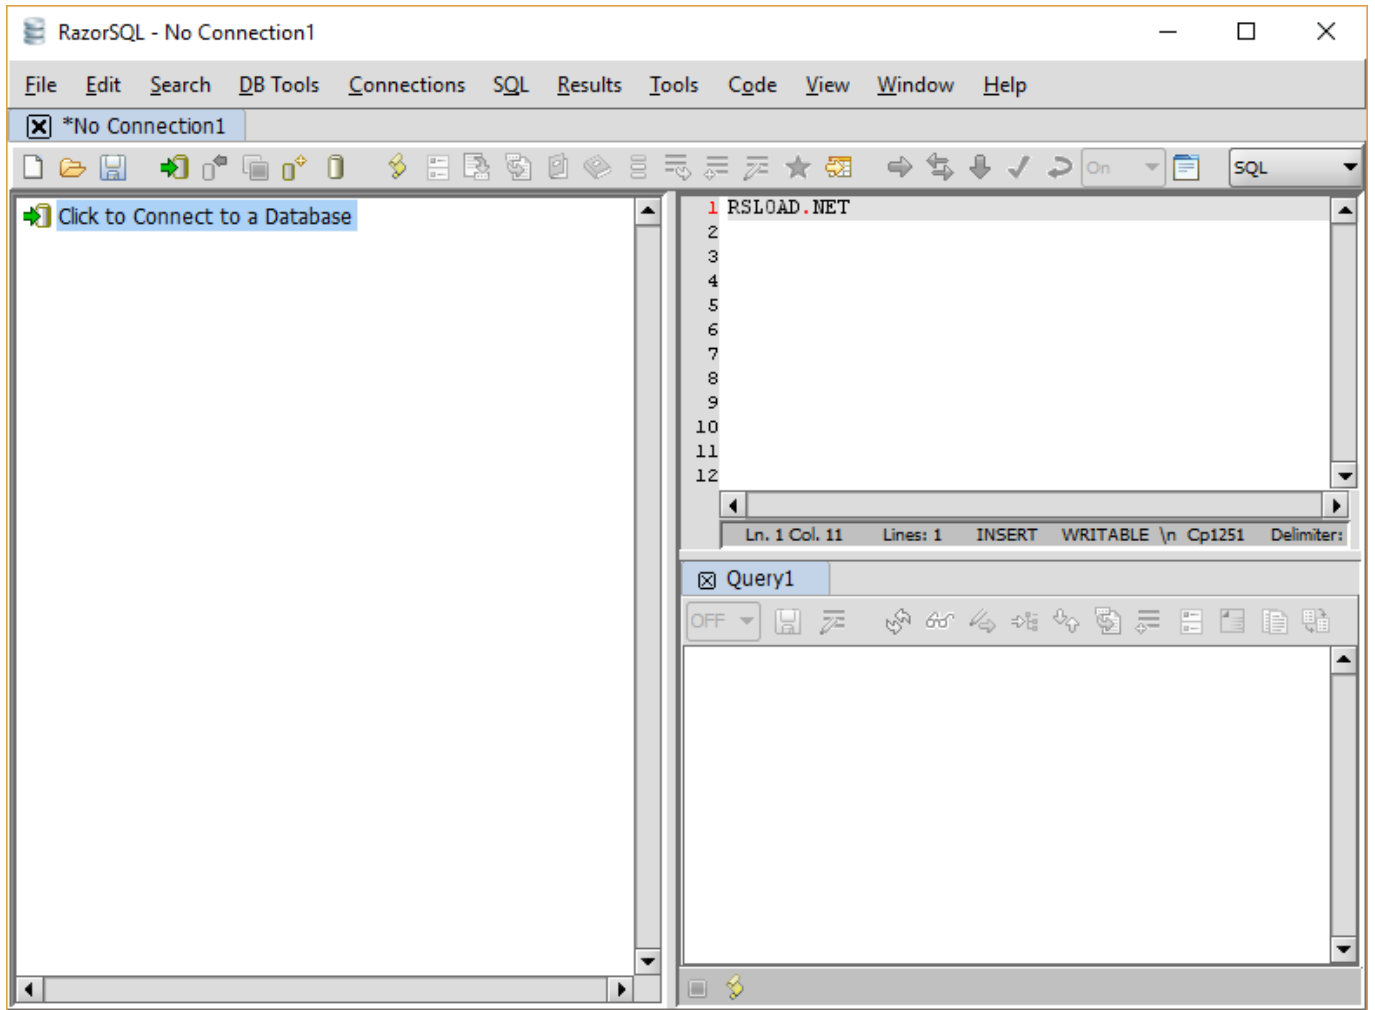 RazorSQL - No Connection1
File Edit Search DB Tools Connections SQL Results Tools Code View Window Help
*No Connection1
On SQL
Click to Connect to a Database
1 RSLOAD.NET
2
3
4
5
6
7
8
9
10
11
12
Ln. 1 Col. 11 Lines: 1 INSERT WRITABLE \n Cp1251 Delimiter:
Query1
OFF